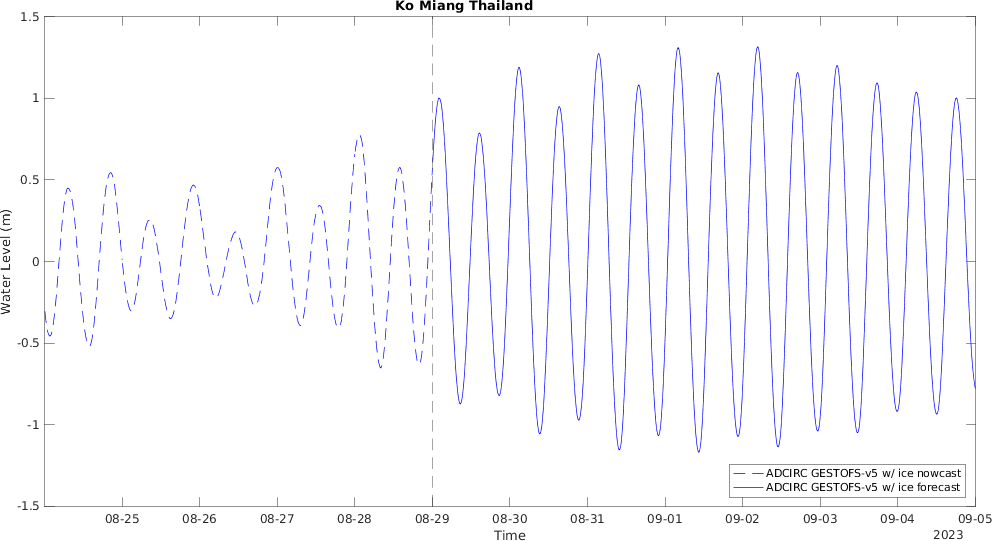 Ko Miang Thailand
1.5
1
0.5
0
-0.5
-1
-1.5
Water Level (m)
08-25 08-26 08-27 08-28 08-29 08-30 08-31 09-01 09-02 09-03 09-04 09-05
Time
2023
ADCIRC GESTOFS-v5 w/ ice nowcast
ADCIRC GESTOFS-v5 w/ ice forecast